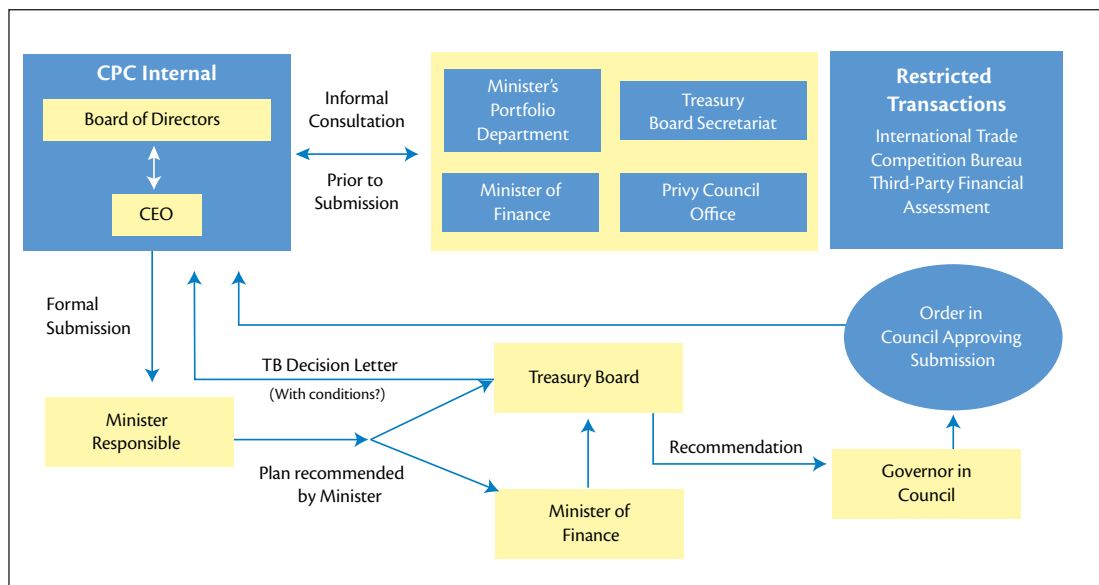 CPC Internal
Board of Directors
CEO
Informal
Consultation
Prior to
Submission
Minister's
Portfolio
Department
Treasury
Board Secretariat
Minister of
Finance
Privy Council
Office
Restricted
Transactions
International Trade
Competition Bureau
Third-Party Financial
Assessment
Formal
Submission
TB Decision Letter
(With conditions?)
Treasury Board
Order in
Council Approving
Submission
Minister
Responsible
Plan recommended
by Minister
Recommendation
Minister of
Finance
Governor in
Council